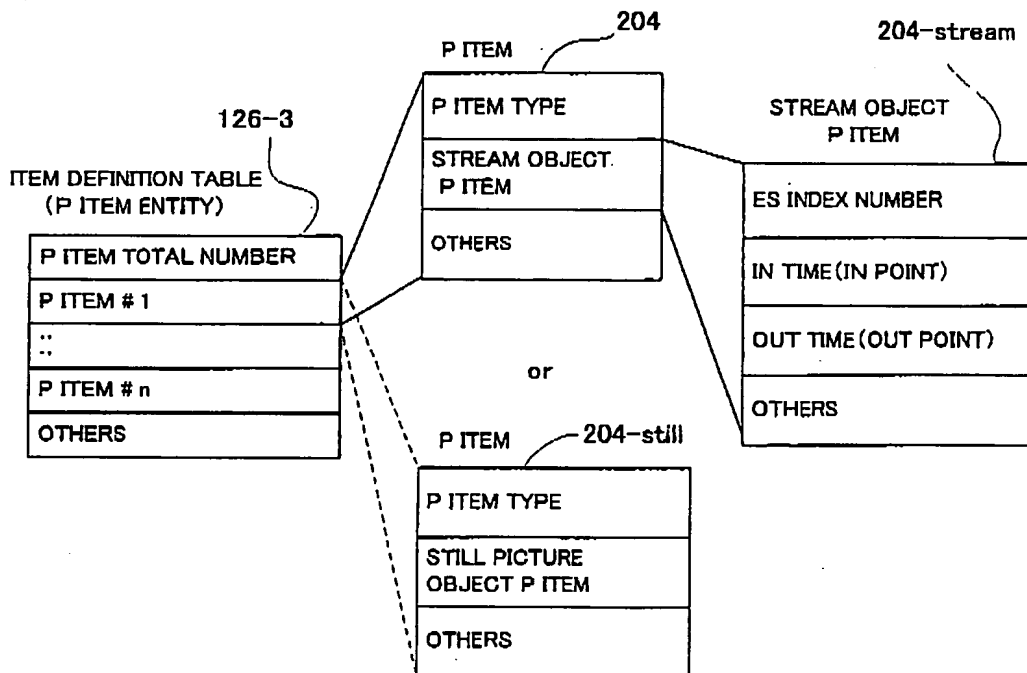 126-3
ITEM DEFINITION TABLE
(P ITEM ENTITY)
P ITEM TOTAL NUMBER
P ITEM # 1
::
P ITEM # n
OTHERS
P ITEM
204
P ITEM TYPE
STREAM OBJECT.
P ITEM
OTHERS
or
P ITEM
204-still
P ITEM TYPE
STILL PICTURE
OBJECT P ITEM
OTHERS
204-stream
STREAM OBJECT
P ITEM
ES INDEX NUMBER
IN TIME(IN POINT)
OUT TIME(OUT POINT)
OTHERS